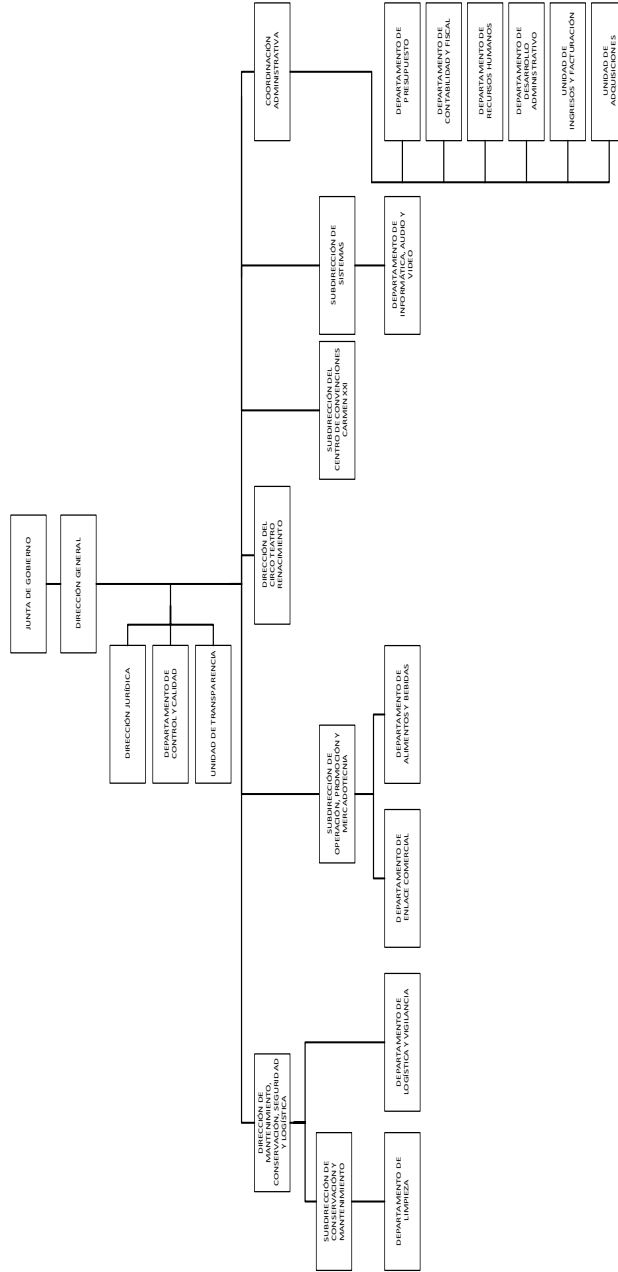 JUNTA DE GOBIERNO
DIRECCIÓN GENERAL
DIRECCIÓN JURÍDICA
DEPARTAMENTO DE
CONTROL Y CALIDAD
UNIDAD DE TRANSPARENCIA
DIRECCIÓN DE
MANTENIMIENTO,
CONSERVACIÓN, SEGURIDAD
Y LOGÍSTICA
DIRECCIÓN DEL
CIRCO TEATRO
RENACIMIENTO
COORDINACIÓN
ADMINISTRATIVA
SUBDIRECCIÓN DE
CONSERVACIÓN Y
MANTENIMIENTO
SUBDIRECCIÓN DE
OPERACIÓN, PROMOCIÓN Y
MERCADOTECNIA
SUBDIRECCIÓN DEL
CENTRO DE CONVENCIONES
CARMEN XXI
SUBDIRECCIÓN DE
SISTEMAS
DEPARTAMENTO DE
LIMPIEZA
DEPARTAMENTO DE
LOGÍSTICA Y VIGILANCIA
DEPARTAMENTO DE
ENLACE COMERCIAL
DEPARTAMENTO DE
ALIMENTOS Y BEBIDAS
DEPARTAMENTO DE
INFORMÁTICA, AUDIO Y
VIDEO
DEPARTAMENTO DE
PRESUPUESTO
DEPARTAMENTO DE
CONTABILIDAD Y FISCAL
DEPARTAMENTO DE
RECURSOS HUMANOS
DEPARTAMENTO DE
DESARROLLO
ADMINISTRATIVO
UNIDAD DE
INGRESOS Y FACTURACIÓN
UNIDAD DE
ADQUISICIONES